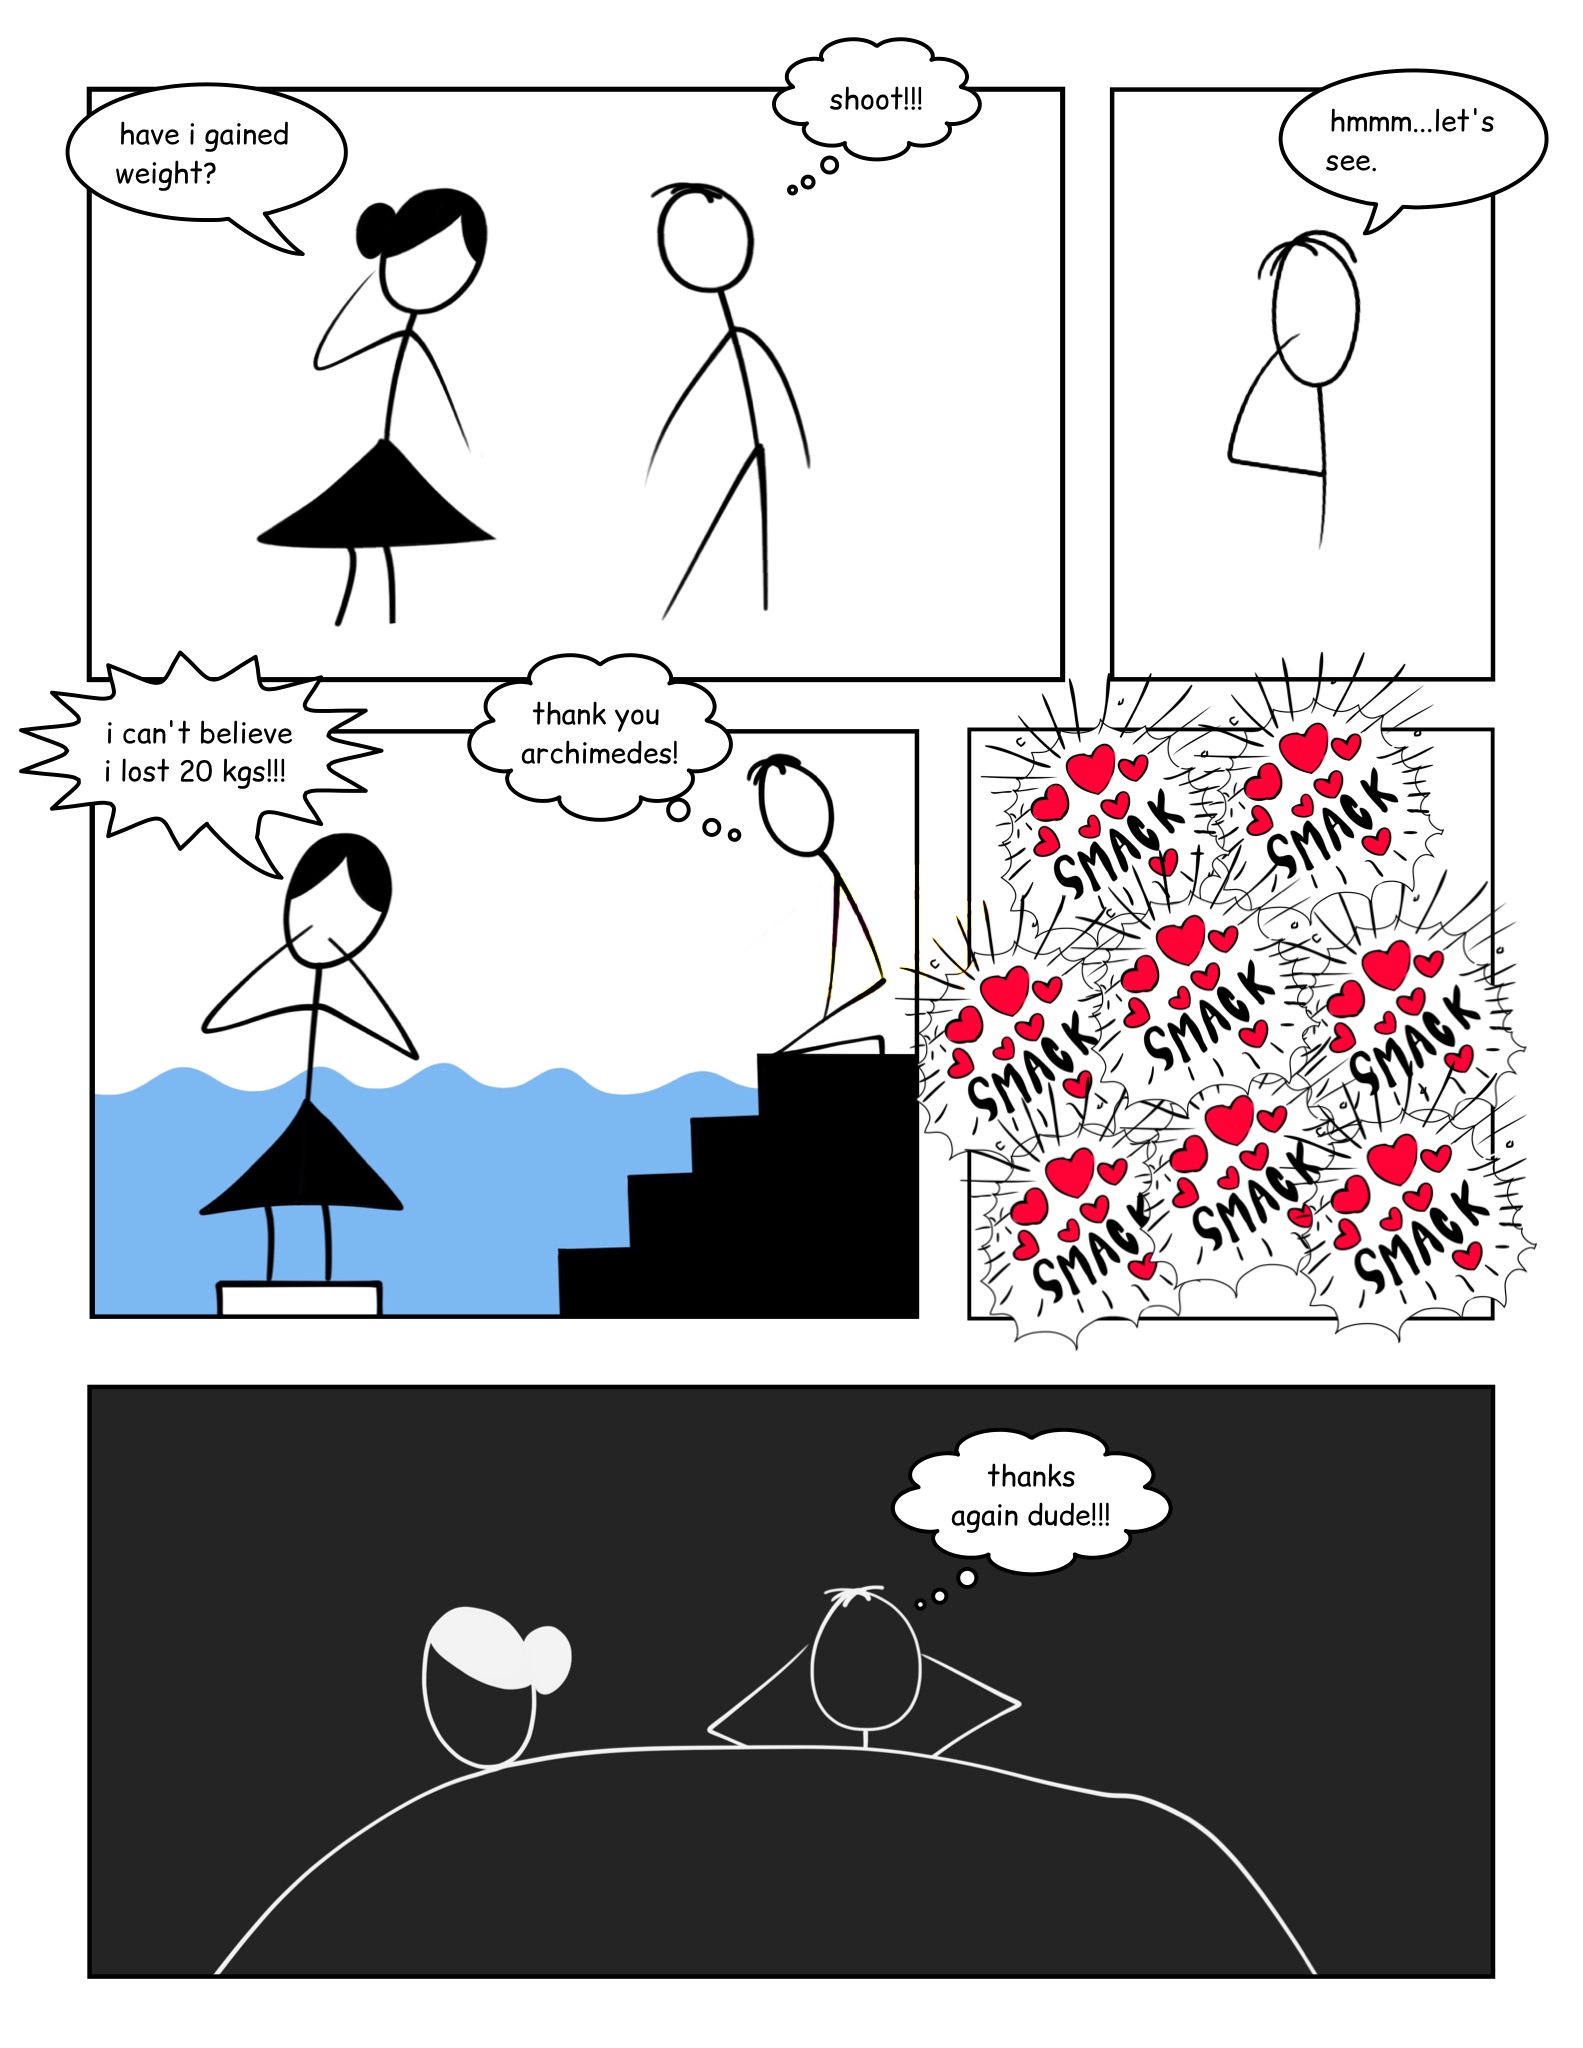 have i gained
weight?
shoot!!!
hmmm...let's
see.
i can't believe
i lost 20 kgs!!!
thank you
archimedes!
SMACK
SMACK
SMACK
SMACK
SMACK
SMACK
SMACK
SMACK
thanks
again dude!!!